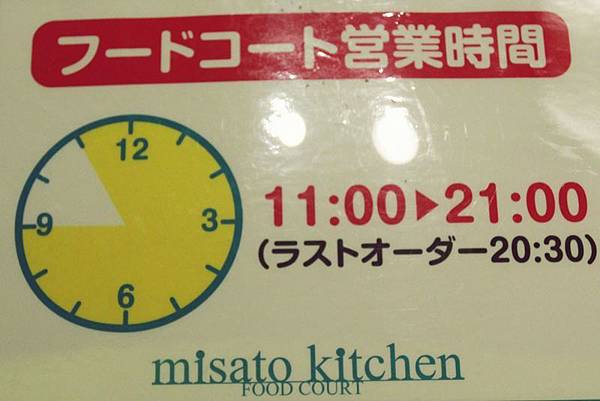 フードコート営業時間
12
9
3
6
11:00▶21:00
(ラストオーダー20:30)
misato kitchen
FOOD COURT